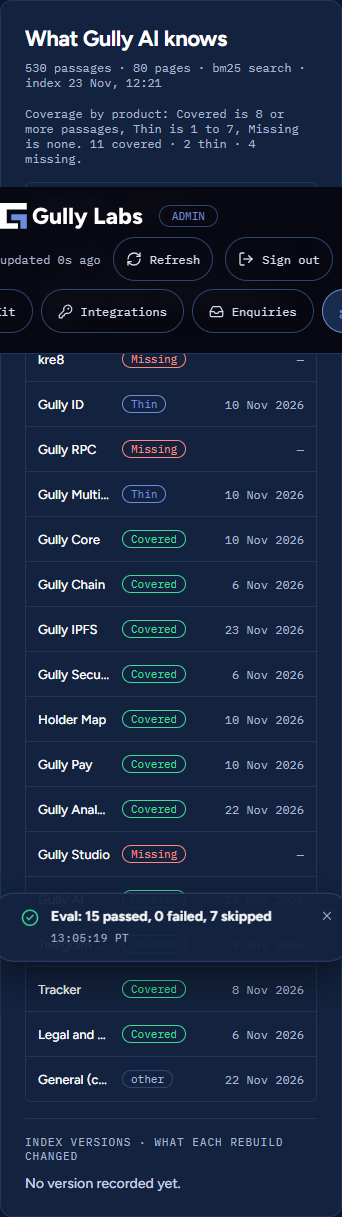 What Gully AI knows
530 passages · 80 pages · bm25 search ·
index 23 Nov, 12:21
Coverage by product: Covered is 8 or
more passages, Thin is 1 to 7, Missing
is none. 11 covered · 2 thin · 4
missing.
Gully Labs ADMIN
updated 0s ago Refresh Sign out
Integrations Enquiries
kre8 Missing —
Gully ID Thin 10 Nov 2026
Gully RPC Missing —
Gully Multi... Thin 10 Nov 2026
Gully Core Covered 10 Nov 2026
Gully Chain Covered 6 Nov 2026
Gully IPFS Covered 23 Nov 2026
Gully Secu... Covered 6 Nov 2026
Holder Map Covered 10 Nov 2026
Gully Pay Covered 10 Nov 2026
Gully Anal... Covered 22 Nov 2026
Gully Studio Missing —
Gully AI Covered
Eval: 15 passed, 0 failed, 7 skipped
13:05:19 PT
Tracker Covered 8 Nov 2026
Legal and ... Covered 6 Nov 2026
General (c... other 22 Nov 2026
INDEX VERSIONS · WHAT EACH REBUILD
CHANGED
No version recorded yet.